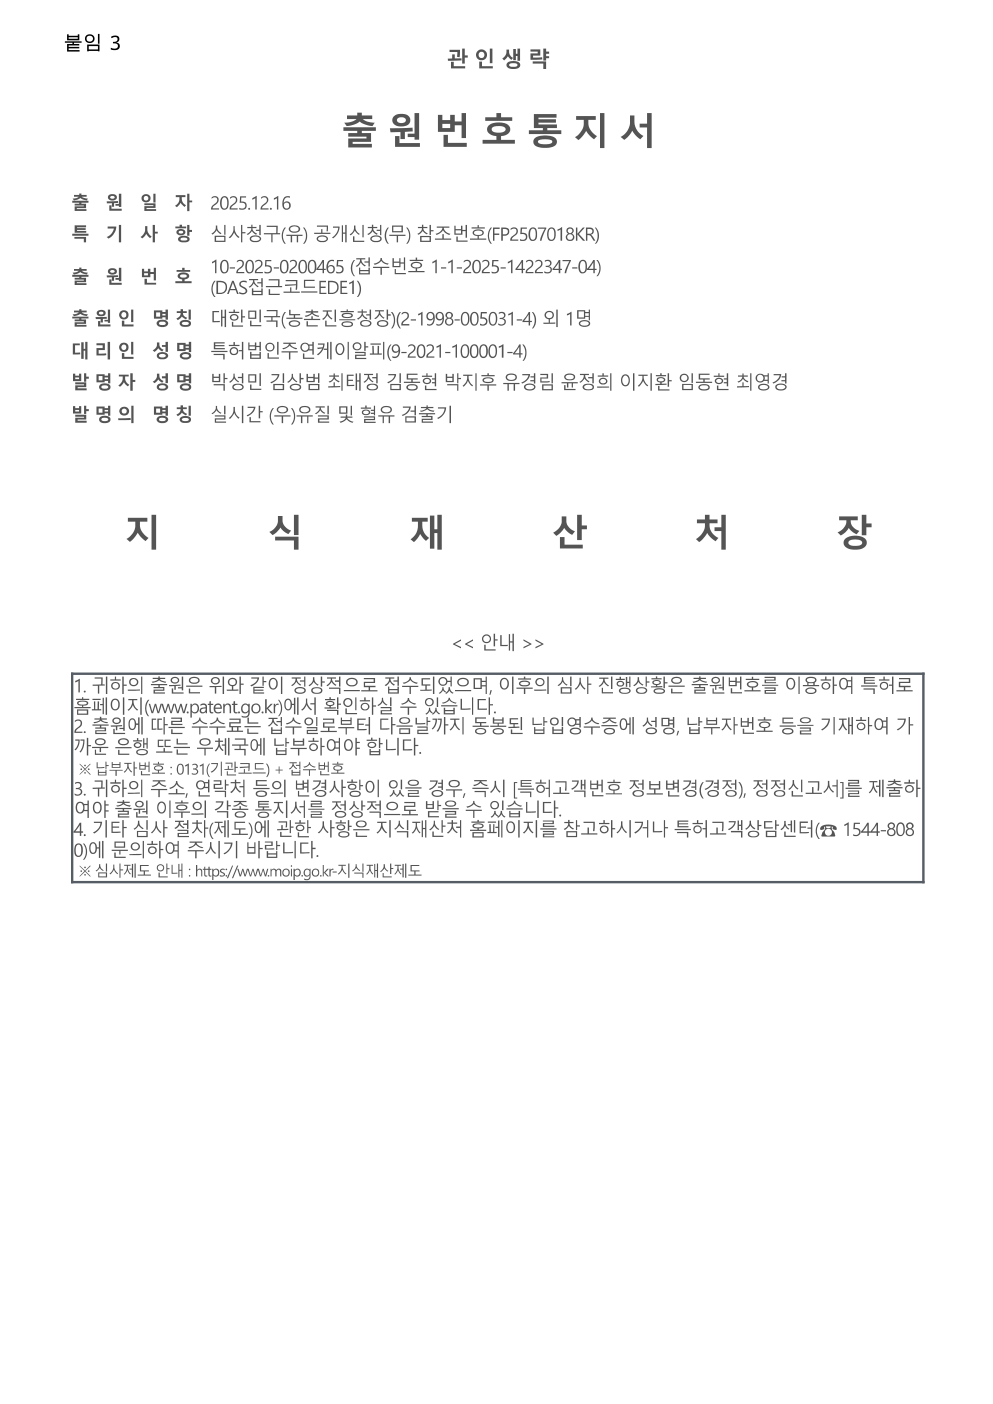 붙임 3
관 인 생 략
출 원 번 호 통 지 서
출 원 일 자 2025.12.16
특 기 사 항 심사청구(유) 공개신청(무) 참조번호(FP2507018KR)
출 원 번 호 10-2025-0200465 (접수번호 1-1-2025-1422347-04)
(DAS접근코드EDE1)
출 원 인 명 칭 대한민국(농촌진흥청장)(2-1998-005031-4) 외 1명
대 리 인 성 명 특허법인주연케이알피(9-2021-100001-4)
발 명 자 성 명 박성민 김상범 최태정 김동현 박지후 유경림 윤정희 이지환 임동현 최영경
발 명 의 명 칭 실시간 (우)유질 및 혈유 검출기
지 식 재 산 처 장
<< 안내 >>
1. 귀하의 출원은 위와 같이 정상적으로 접수되었으며, 이후의 심사 진행상황은 출원번호를 이용하여 특허로
홈페이지(www.patent.go.kr)에서 확인하실 수 있습니다.
2. 출원에 따른 수수료는 접수일로부터 다음날까지 동봉된 납입영수증에 성명, 납부자번호 등을 기재하여 가
까운 은행 또는 우체국에 납부하여야 합니다.
※ 납부자번호 : 0131(기관코드) + 접수번호
3. 귀하의 주소, 연락처 등의 변경사항이 있을 경우, 즉시 [특허고객번호 정보변경(경정), 정정신고서]를 제출하
여야 출원 이후의 각종 통지서를 정상적으로 받을 수 있습니다.
4. 기타 심사 절차(제도)에 관한 사항은 지식재산처 홈페이지를 참고하시거나 특허고객상담센터(☎ 1544-808
0)에 문의하여 주시기 바랍니다.
※ 심사제도 안내 : https://www.moip.go.kr-지식재산제도